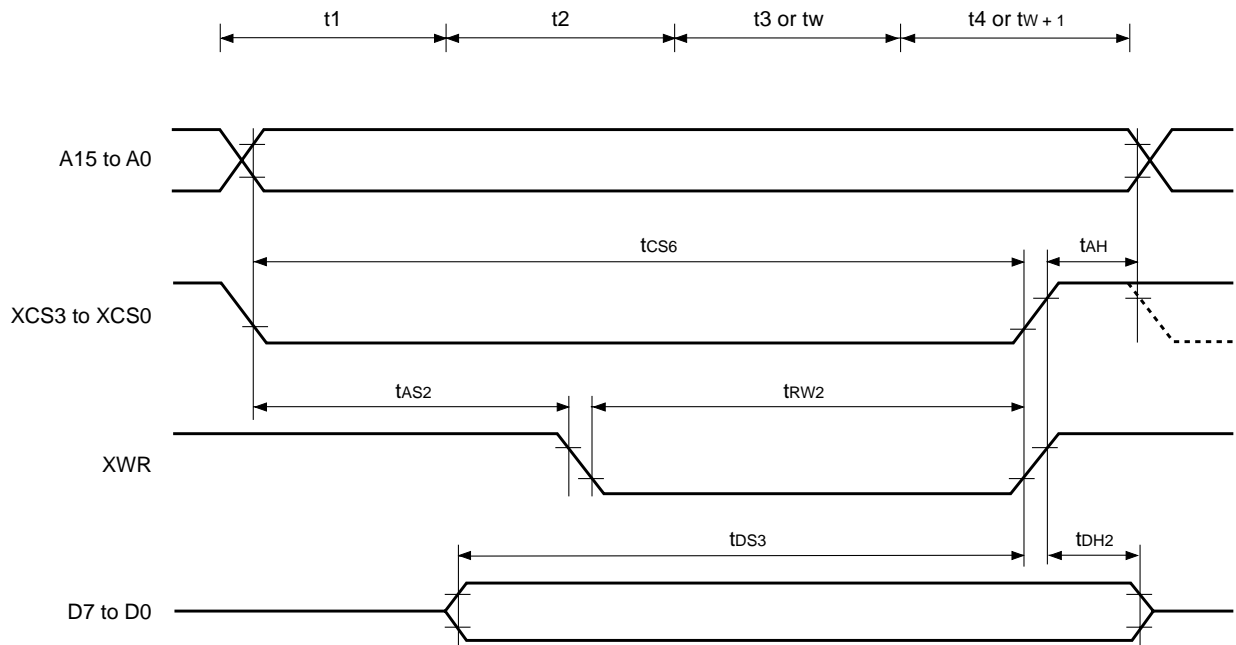 t1 t2 t3 or tw t4 or tW + 1
A15 to A0
tCS6 tAH
XCS3 to XCS0
tAS2 tRW2
XWR
tDS3 tDH2
D7 to D0